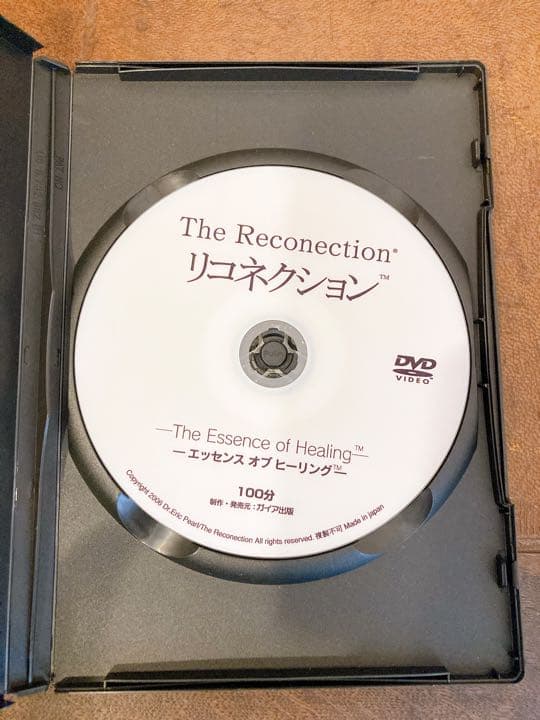 The Reconection®
リコネクション™
DVD
VIDEO™
—The Essence of Healing™—
— エッセンス オブ ヒーリング™—
100分
制作・発売元：ガイア出版
Copyright 2006 Dr.Eric Pearl/The Reconection All rights reserved. 複製不可 Made in japan